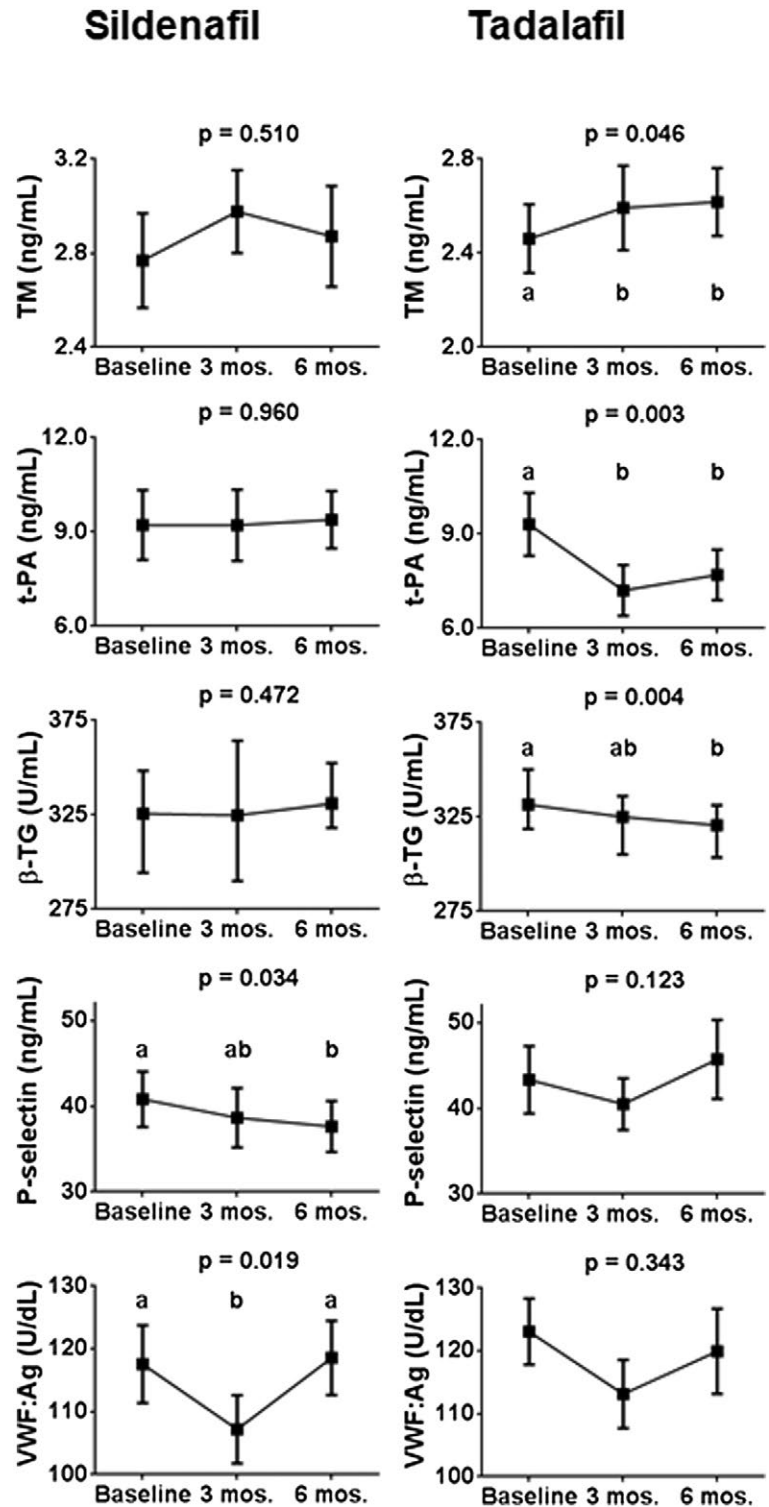 Sildenafil Tadalafil
p = 0.510 p = 0.046
TM (ng/mL)
3.2
2.8
2.4
Baseline 3 mos. 6 mos.
TM (ng/mL)
2.8
2.4
2.0
a b b
Baseline 3 mos. 6 mos.
p = 0.960 p = 0.003
t-PA (ng/mL)
12.0
9.0
6.0
Baseline 3 mos. 6 mos.
t-PA (ng/mL)
12.0
9.0
6.0
a b b
Baseline 3 mos. 6 mos.
p = 0.472 p = 0.004
β-TG (U/mL)
375
325
275
Baseline 3 mos. 6 mos.
β-TG (U/mL)
375
325
275
a ab b
Baseline 3 mos. 6 mos.
p = 0.034 p = 0.123
P-selectin (ng/mL)
50
40
30
a ab b
Baseline 3 mos. 6 mos.
P-selectin (ng/mL)
50
40
30
Baseline 3 mos. 6 mos.
p = 0.019 p = 0.343
VWF:Ag (U/dL)
130
120
110
100
a b a
Baseline 3 mos. 6 mos.
VWF:Ag (U/dL)
130
120
110
100
Baseline 3 mos. 6 mos.